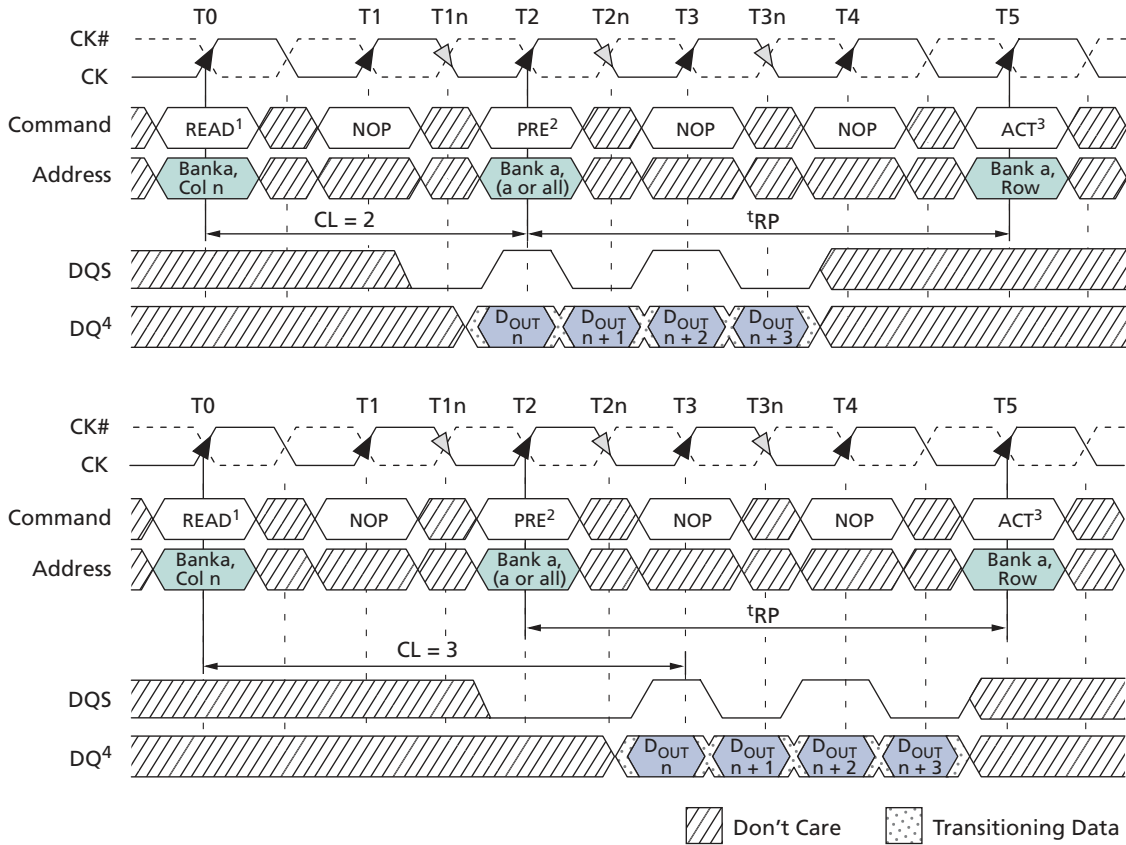 T0 T1 T1n T2 T2n T3 T3n T4 T5
CK#
CK
Command READ1 NOP PRE2 NOP NOP ACT3
Address Banka, Col n Bank a, (a or all) Bank a, Row
CL = 2 tRP
DQS
DQ4 DOUT n DOUT n + 1 DOUT n + 2 DOUT n + 3
T0 T1 T1n T2 T2n T3 T3n T4 T5
CK#
CK
Command READ1 NOP PRE2 NOP NOP ACT3
Address Banka, Col n Bank a, (a or all) Bank a, Row
tRP
CL = 3
DQS
DQ4 DOUT n DOUT n + 1 DOUT n + 2 DOUT n + 3
Don't Care Transitioning Data